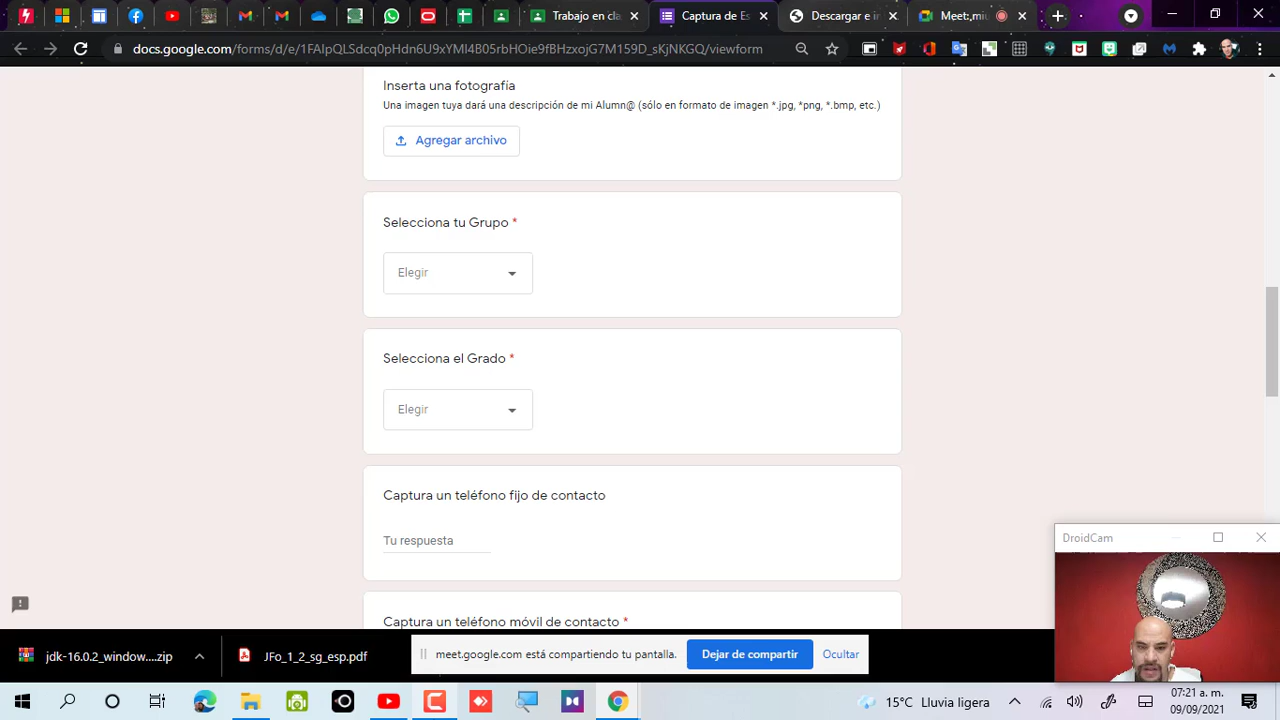 Trabajo en cla
Captura de Es
Descargar e in
Meet: ¡miu
docs.google.com/forms/d/e/1FAIpQLSdcq0pHdn6U9xYMI4B05rbHOie9fBHzxojG7M159D_sKjNKGQ/viewform
Inserta una fotografía
Una imagen tuya dará una descripción de mi Alumn@ (sólo en formato de imagen *.jpg, *png, *.bmp, etc.)
Agregar archivo
Selecciona tu Grupo *
Elegir
Selecciona el Grado *
Elegir
Captura un teléfono fijo de contacto
Tu respuesta
Captura un teléfono móvil de contacto *
DroidCam
jdk-16.0.2_window....zip
JFo_1_2_sg_esp.pdf
meet.google.com está compartiendo tu pantalla.
Dejar de compartir
Ocultar
15°C Lluvia ligera
07:21 a. m.
09/09/2021